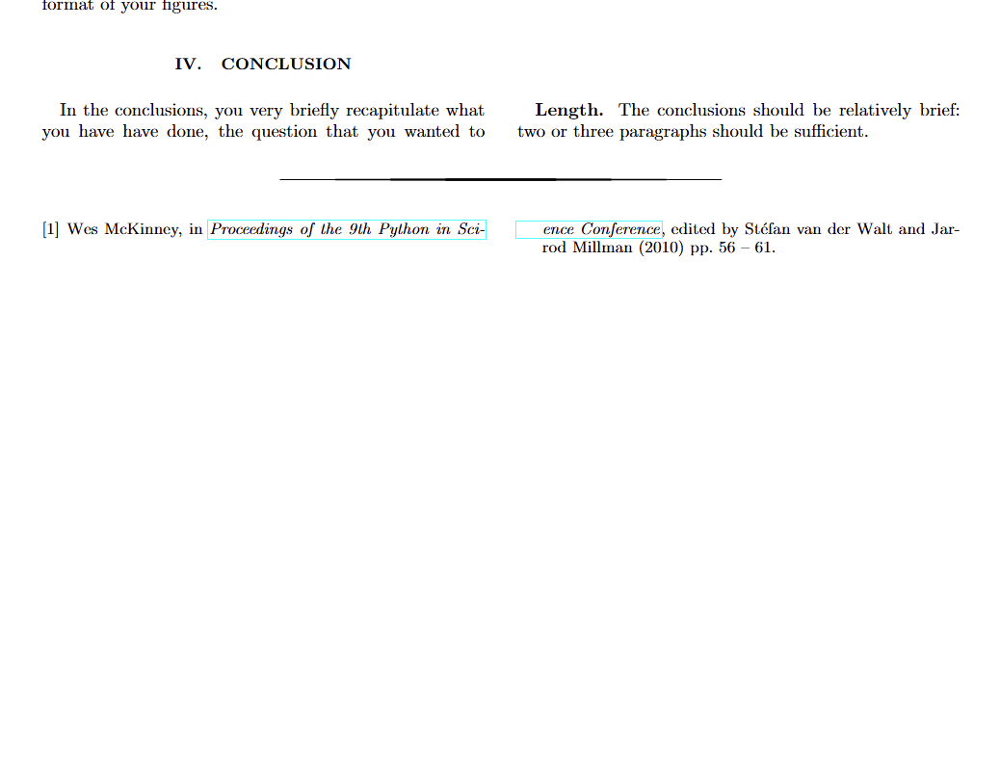 format of your figures.
IV. CONCLUSION
In the conclusions, you very briefly recapitulate what
you have have done, the question that you wanted to
Length. The conclusions should be relatively brief:
two or three paragraphs should be sufficient.
[1] Wes McKinney, in Proceedings of the 9th Python in Sci-
ence Conference, edited by Stéfan van der Walt and Jar-
rod Millman (2010) pp. 56 – 61.